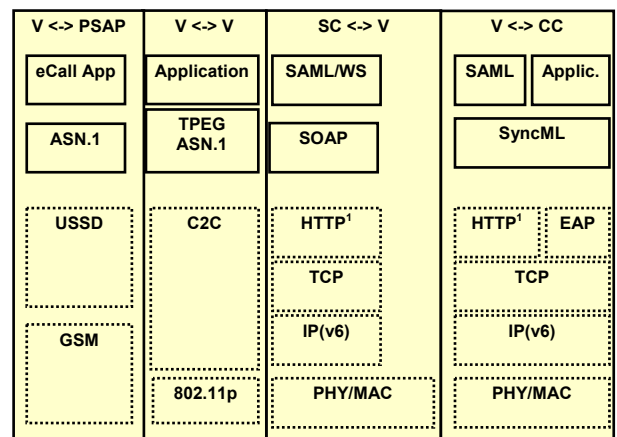 V <-> PSAP
V <-> V
SC <-> V
V <-> CC
eCall App
Application
SAML/WS
SAML
Applic.
ASN.1
TPEG
ASN.1
SOAP
SyncML
USSD
C2C
HTTP1
HTTP1
EAP
TCP
TCP
GSM
IP(v6)
IP(v6)
802.11p
PHY/MAC
PHY/MAC